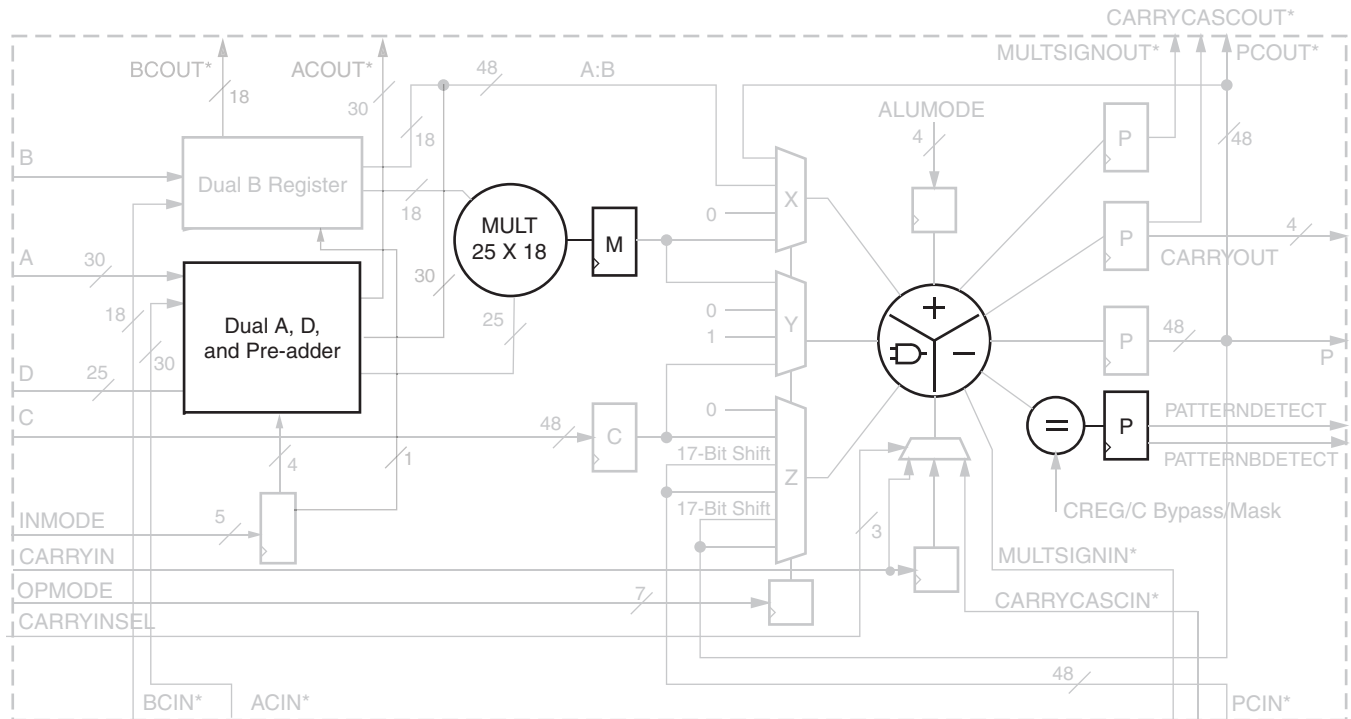 CARRYCASCOUT*
MULTSIGNOUT*
PCOUT*
BCOUT*
ACOUT*
48
A:B
18
30
18
ALUMODE
4
P
48
B
Dual B Register
18
X
0
MULT
25 X 18
M
P
4
CARRYOUT
A
30
30
18
30
Dual A, D,
and Pre-adder
25
0
Y
1
+
−
P
48
P
D
25
C
48
C
0
17-Bit Shift
Z
17-Bit Shift
=
P
PATTERNDETECT
PATTERNBDETECT
CREG/C Bypass/Mask
4
1
INMODE
5
3
CARRYIN
MULTSIGNIN*
OPMODE
7
CARRYCASCIN*
CARRYINSEL
48
BCIN*
ACIN*
PCIN*